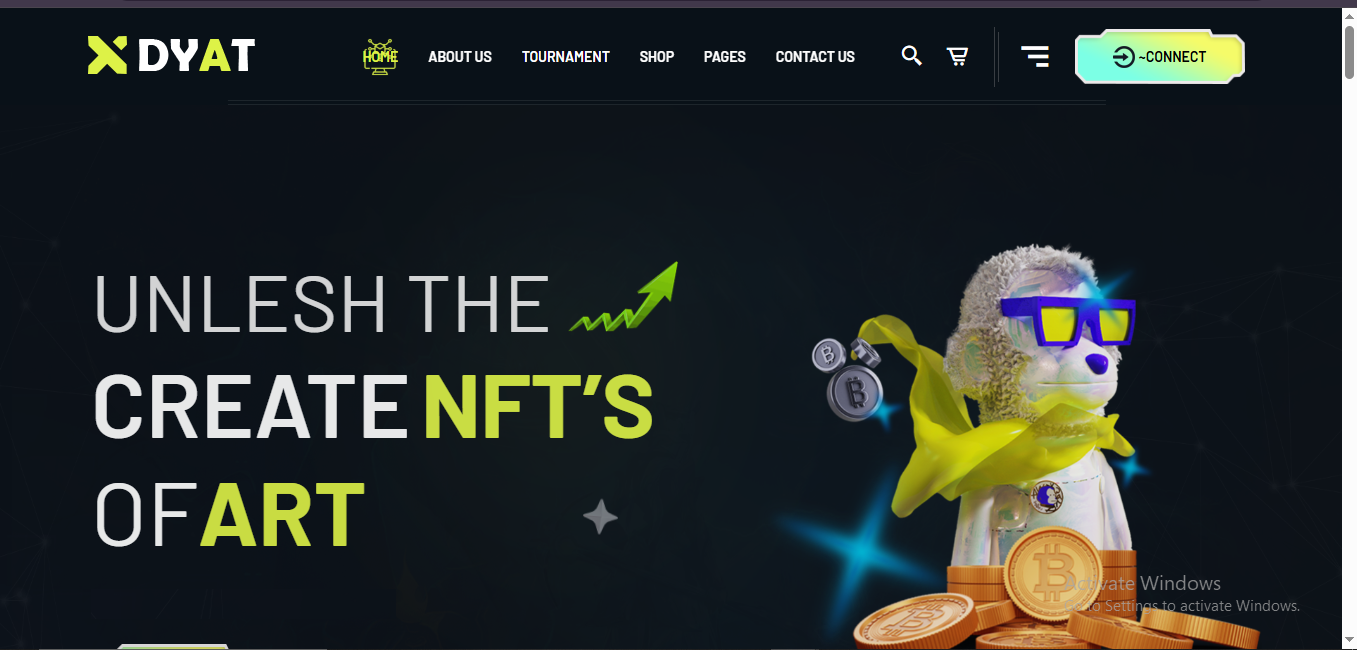 XDYAT
HOME ABOUT US TOURNAMENT SHOP PAGES CONTACT US ~CONNECT
UNLESH THE
CREATE NFT’S
OF ART
Activate Windows
Go to Settings to activate Windows.